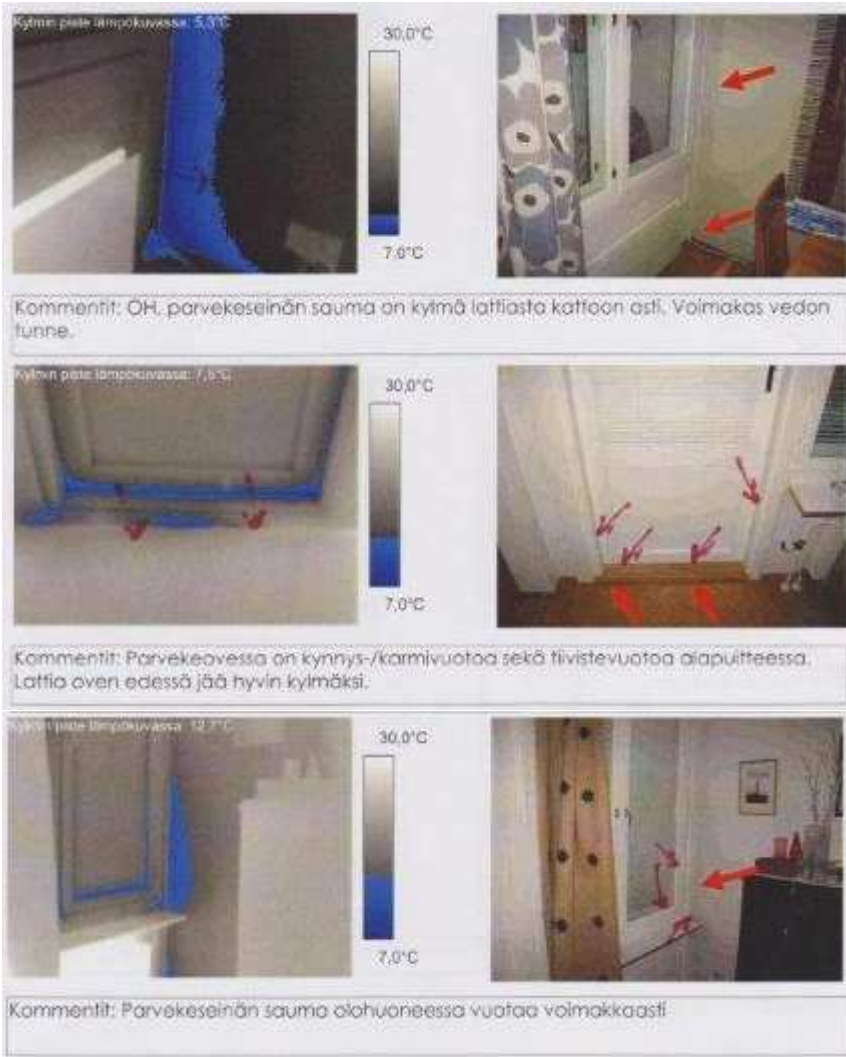 Kylmin piste lämpökuvassa: 5,3°C
30,0°C
7,0°C
Kommentit: OH, parvekeseinän sauma on kylmä lattiasta kattoon asti. Voimakas vedon
tunne.
Kylmin piste lämpökuvassa: 7,5°C
30,0°C
7,0°C
Kommentit: Parvekeovessa on kynnys-/karmivuotoa sekä tiivistevuotoa alapuitteessa.
Lattia oven edessä jää hyvin kylmäksi.
Kylmin piste lämpökuvassa: 12,7°C
30,0°C
7,0°C
Kommentit: Parvekeseinän sauma olohuoneessa vuotaa voimakkaasti